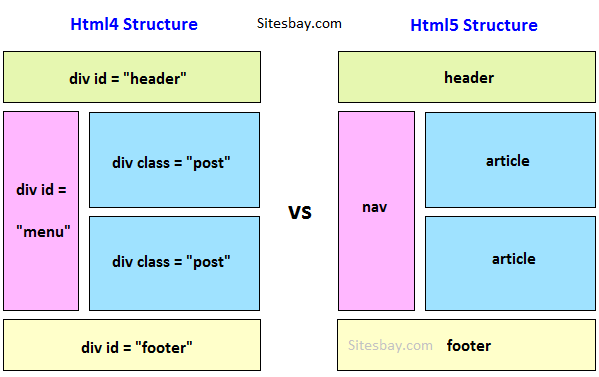 Html4 Structure
Sitesbay.com
Html5 Structure
div id = "header"
header
div id =
"menu"
div class = "post"
div class = "post"
vs
nav
article
article
div id = "footer"
Sitesbay.com footer